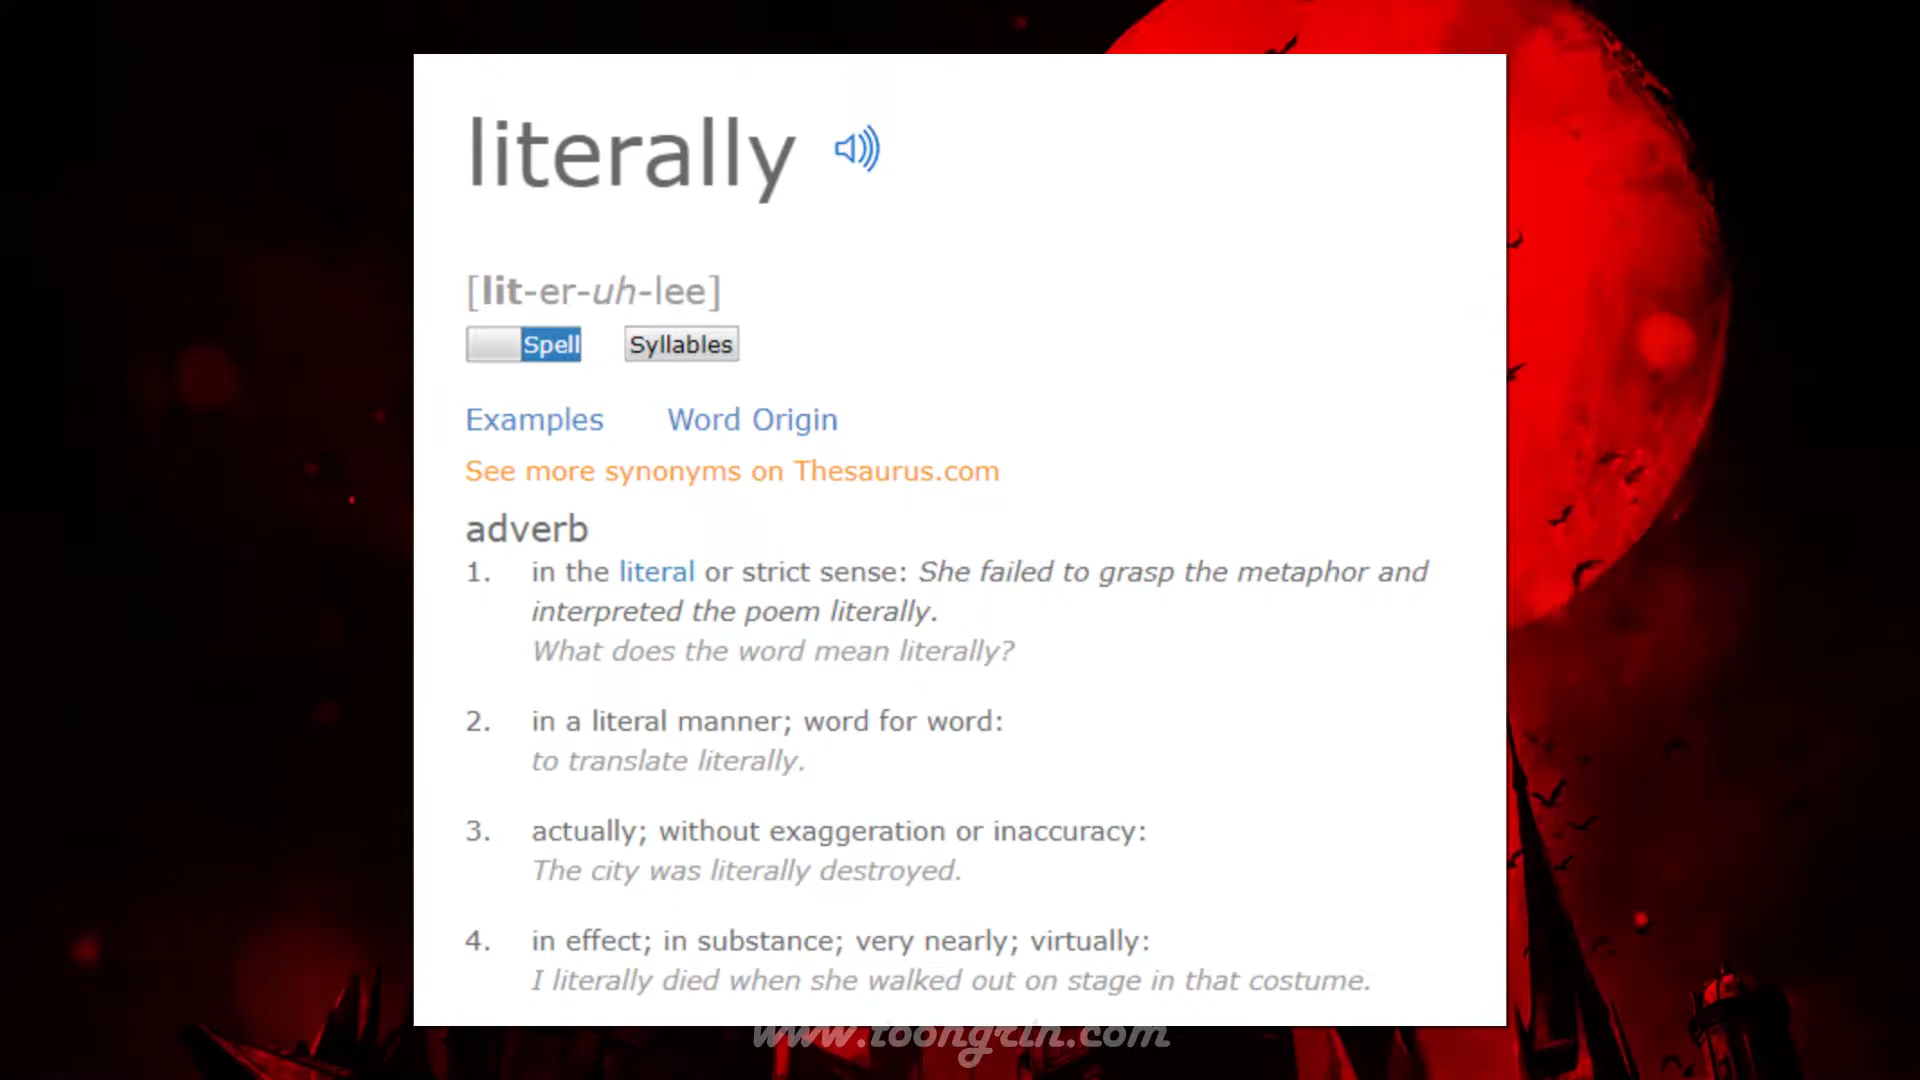 literally
[lit-er-uh-lee]
Spell Syllables
Examples Word Origin
See more synonyms on Thesaurus.com
adverb
1. in the literal or strict sense: She failed to grasp the metaphor and
interpreted the poem literally.
What does the word mean literally?
2. in a literal manner; word for word:
to translate literally.
3. actually; without exaggeration or inaccuracy:
The city was literally destroyed.
4. in effect; in substance; very nearly; virtually:
I literally died when she walked out on stage in that costume.
www.toongrin.com